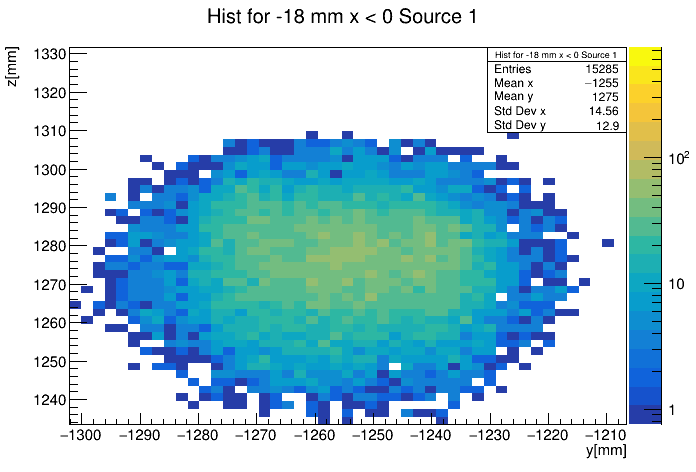 Hist for -18 mm x < 0 Source 1
z[mm]
1330
1320
1310
1300
1290
1280
1270
1260
1250
1240
Hist for -18 mm x < 0 Source 1
Entries 15285
Mean x −1255
Mean y 1275
Std Dev x 14.56
Std Dev y 12.9
10²
10
1
−1300 −1290 −1280 −1270 −1260 −1250 −1240 −1230 −1220 −1210
y[mm]